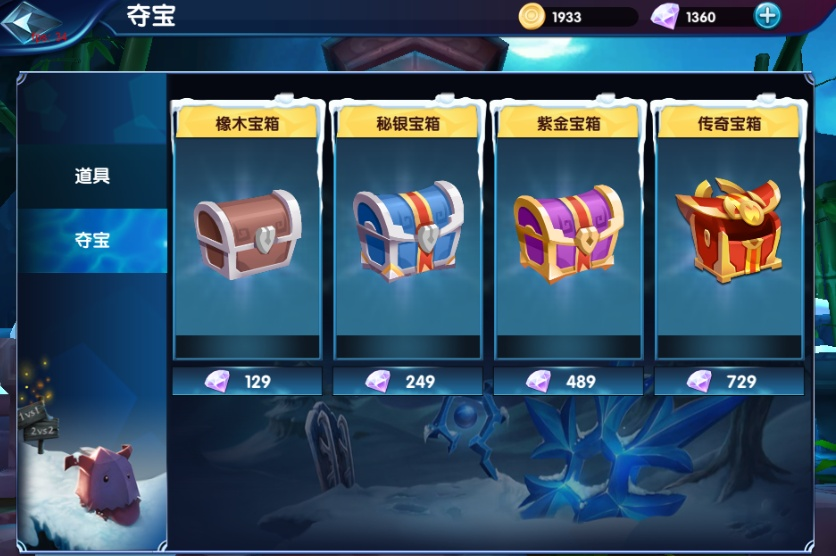 夺宝
1933
1360
道具
夺宝
橡木宝箱
秘银宝箱
紫金宝箱
传奇宝箱
129
249
489
729
1vs1
2vs2